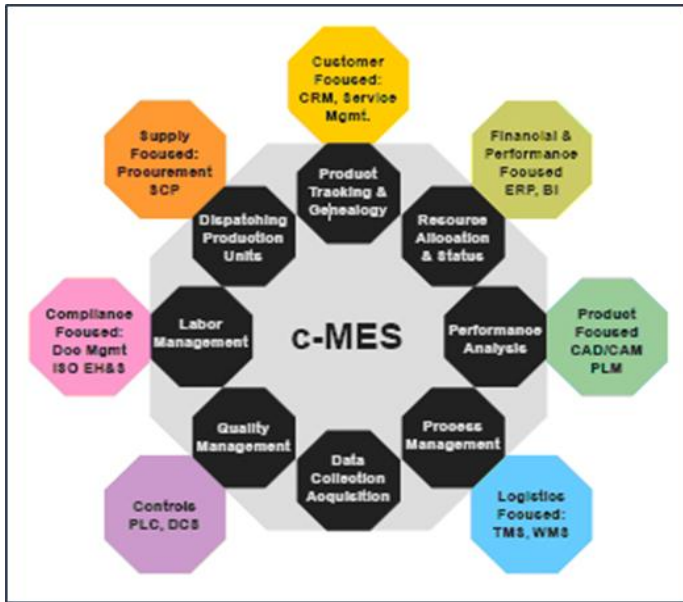 Customer
Focused:
CRM, Service
Mgmt.
Supply
Focused:
Procurement
SCP
Financial &
Performance
Focused
ERP, BI
Product
Tracking &
Genealogy
Dispatching
Production
Units
Resource
Allocation
& Status
Compliance
Focused:
Doc Mgmt
ISO EH&S
Labor
Management
c-MES
Performance
Analysis
Product
Focused
CAD/CAM
PLM
Quality
Management
Process
Management
Data
Collection
Acquisition
Controls
PLC, DCS
Logistics
Focused:
TMS, WMS